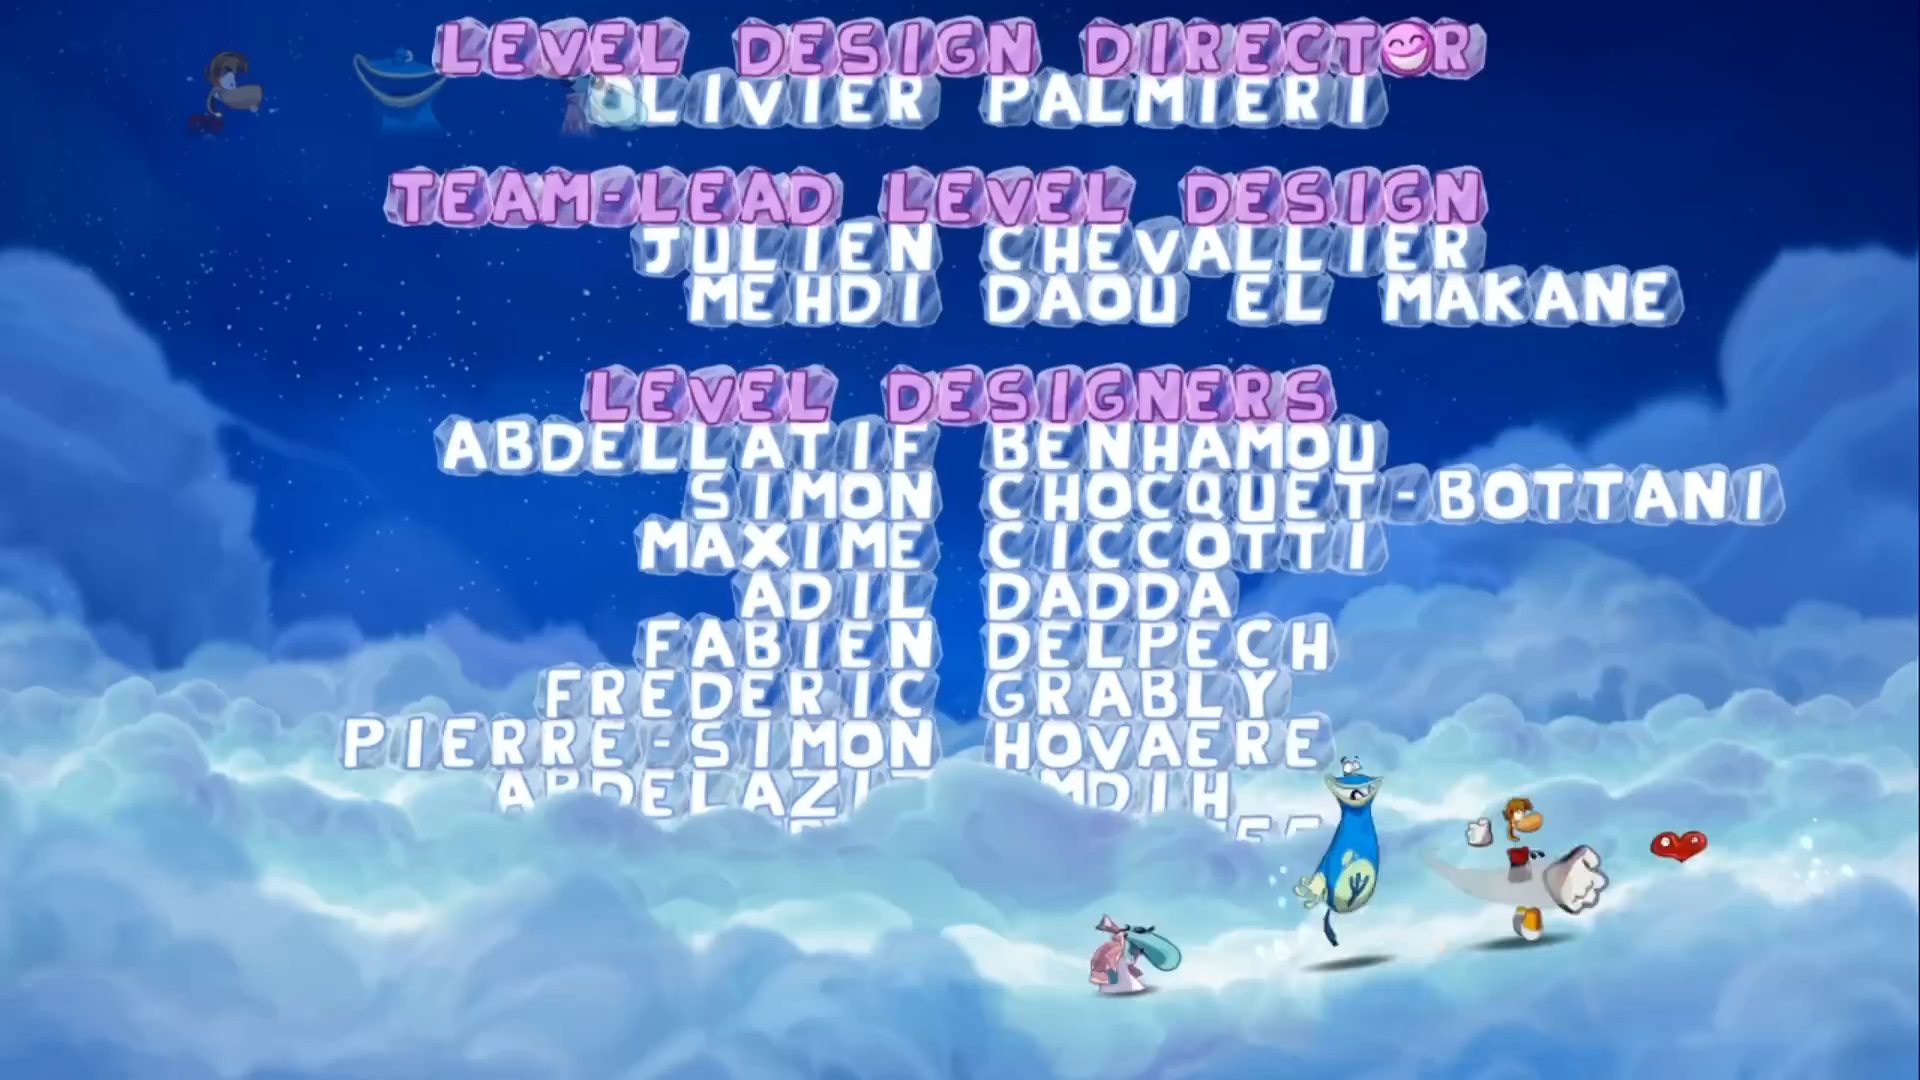 LEVEL DESIGN DIRECTOR
OLIVIER PALMIERI
TEAM-LEAD LEVEL DESIGN
JULIEN CHEVALLIER
MEHDI DAOU EL MAKANE
LEVEL DESIGNERS
ABDELLATIF BENHAMOU
SIMON CHOCQUET-BOTTANI
MAXIME CICCOTTI
ADIL DADDA
FABIEN DELPECH
FREDERIC GRABLY
PIERRE-SIMON HOVAERE